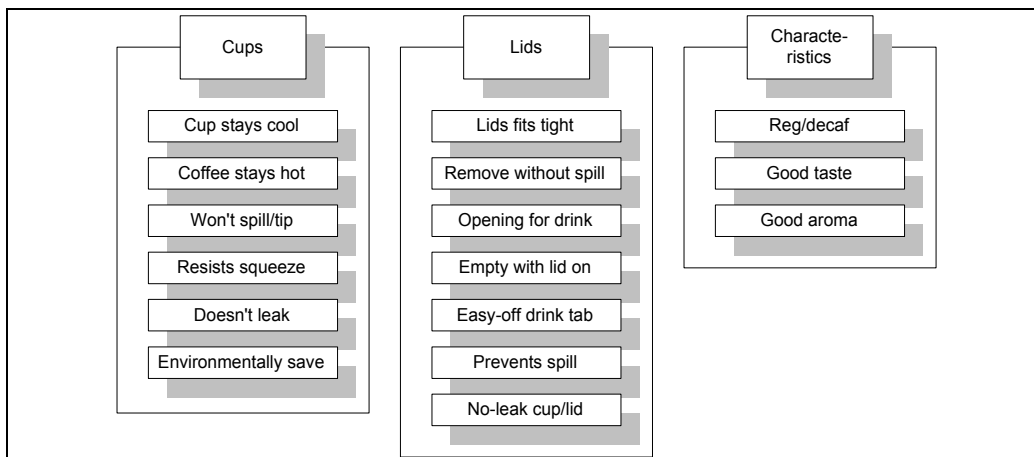 Cups
Cup stays cool
Coffee stays hot
Won't spill/tip
Resists squeeze
Doesn't leak
Environmentally save
Lids
Lids fits tight
Remove without spill
Opening for drink
Empty with lid on
Easy-off drink tab
Prevents spill
No-leak cup/lid
Characte-
ristics
Reg/decaf
Good taste
Good aroma